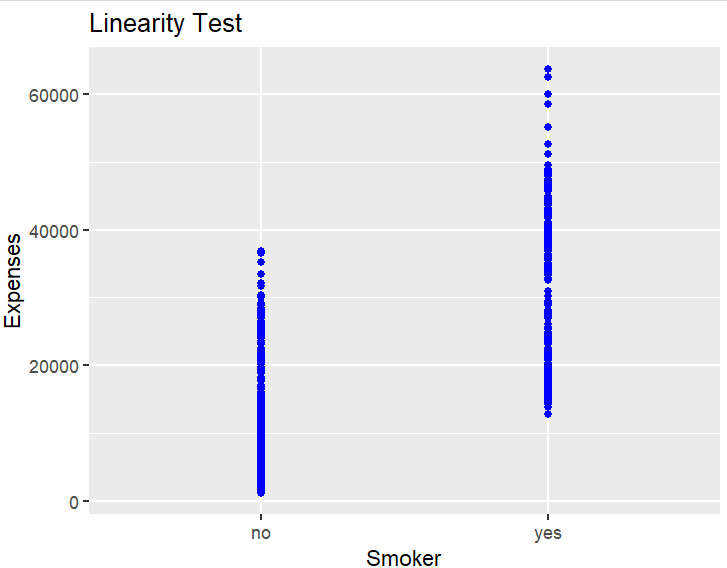 Linearity Test
60000
40000
20000
0
Expenses
no yes
Smoker